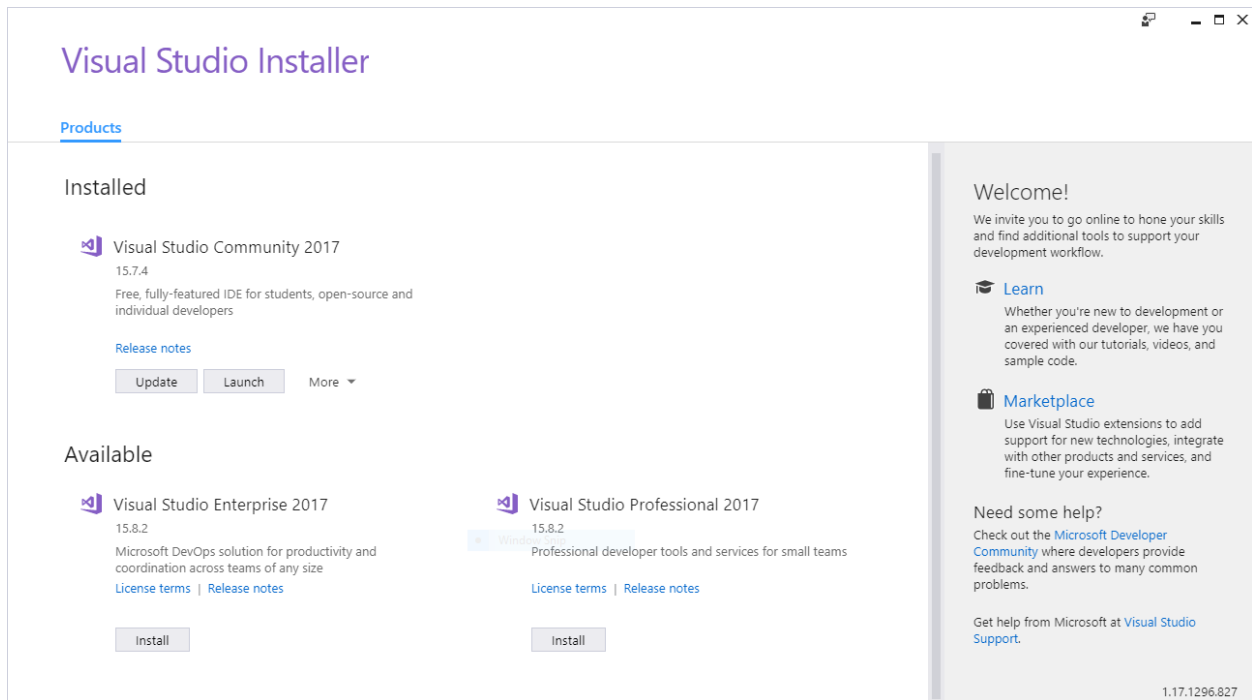 Visual Studio Installer
Products
Installed
Visual Studio Community 2017
15.7.4
Free, fully-featured IDE for students, open-source and
individual developers
Release notes
Update Launch More
Available
Visual Studio Enterprise 2017
15.8.2
Microsoft DevOps solution for productivity and
coordination across teams of any size
License terms | Release notes
Install
Visual Studio Professional 2017
15.8.2
Window Snip
Professional developer tools and services for small teams
License terms | Release notes
Install
Welcome!
We invite you to go online to hone your skills
and find additional tools to support your
development workflow.
Learn
Whether you're new to development or
an experienced developer, we have you
covered with our tutorials, videos, and
sample code.
Marketplace
Use Visual Studio extensions to add
support for new technologies, integrate
with other products and services, and
fine-tune your experience.
Need some help?
Check out the Microsoft Developer
Community where developers provide
feedback and answers to many common
problems.
Get help from Microsoft at Visual Studio
Support.
1.17.1296.827